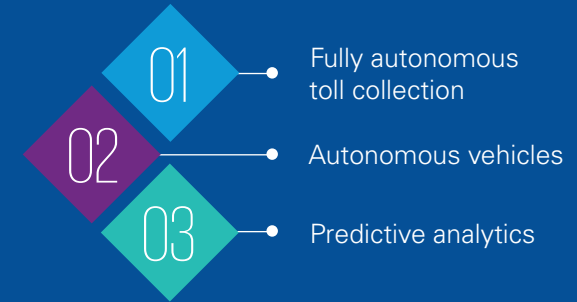 01
Fully autonomous
toll collection
02
Autonomous vehicles
03
Predictive analytics